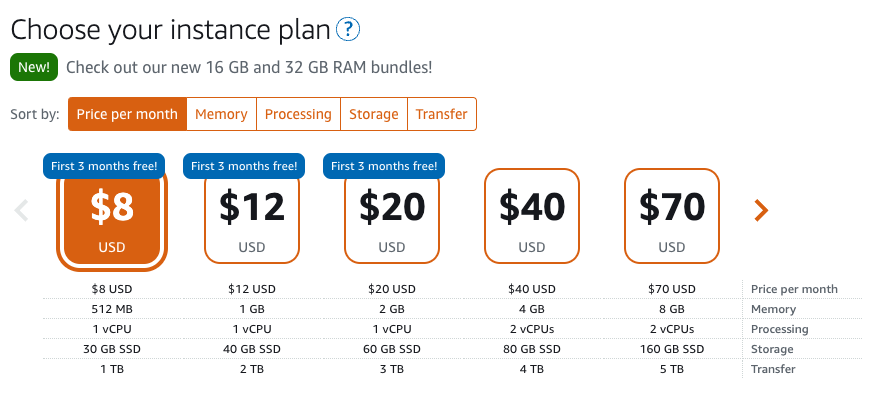 Choose your instance plan ?
New! Check out our new 16 GB and 32 GB RAM bundles!
Sort by: Price per month Memory Processing Storage Transfer
First 3 months free! First 3 months free! First 3 months free!
$8 $12 $20 $40 $70
USD USD USD USD USD
$8 USD $12 USD $20 USD $40 USD $70 USD Price per month
512 MB 1 GB 2 GB 4 GB 8 GB Memory
1 vCPU 1 vCPU 1 vCPU 2 vCPUs 2 vCPUs Processing
30 GB SSD 40 GB SSD 60 GB SSD 80 GB SSD 160 GB SSD Storage
1 TB 2 TB 3 TB 4 TB 5 TB Transfer